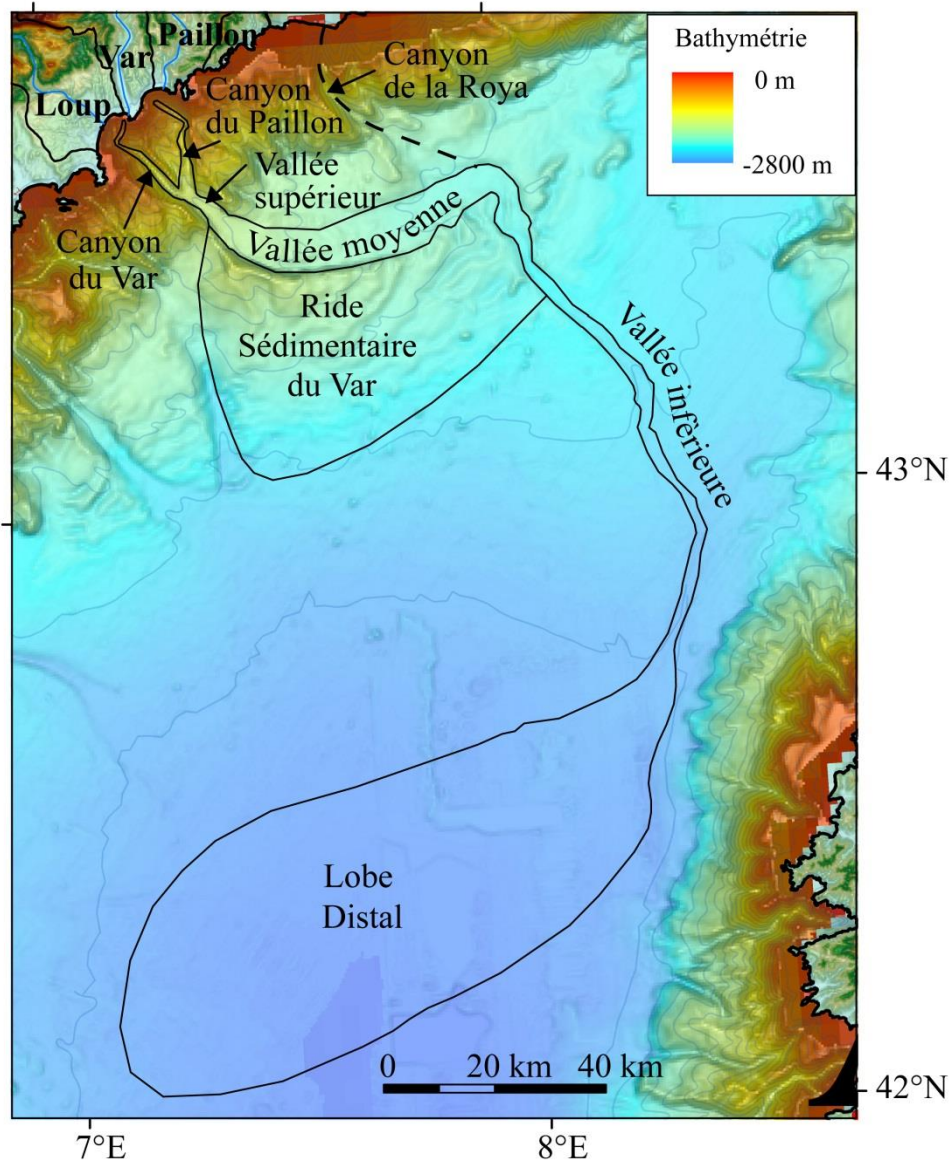 Paillon
Var
Loup
Canyon
de la Roya
Canyon
du Paillon
Vallée
supérieur
Vallée moyenne
Canyon
du Var
Ride
Sédimentaire
du Var
Vallée inférieure
Lobe
Distal
Bathymétrie
0 m
-2800 m
43°N
42°N
0 20 km 40 km
7°E 8°E